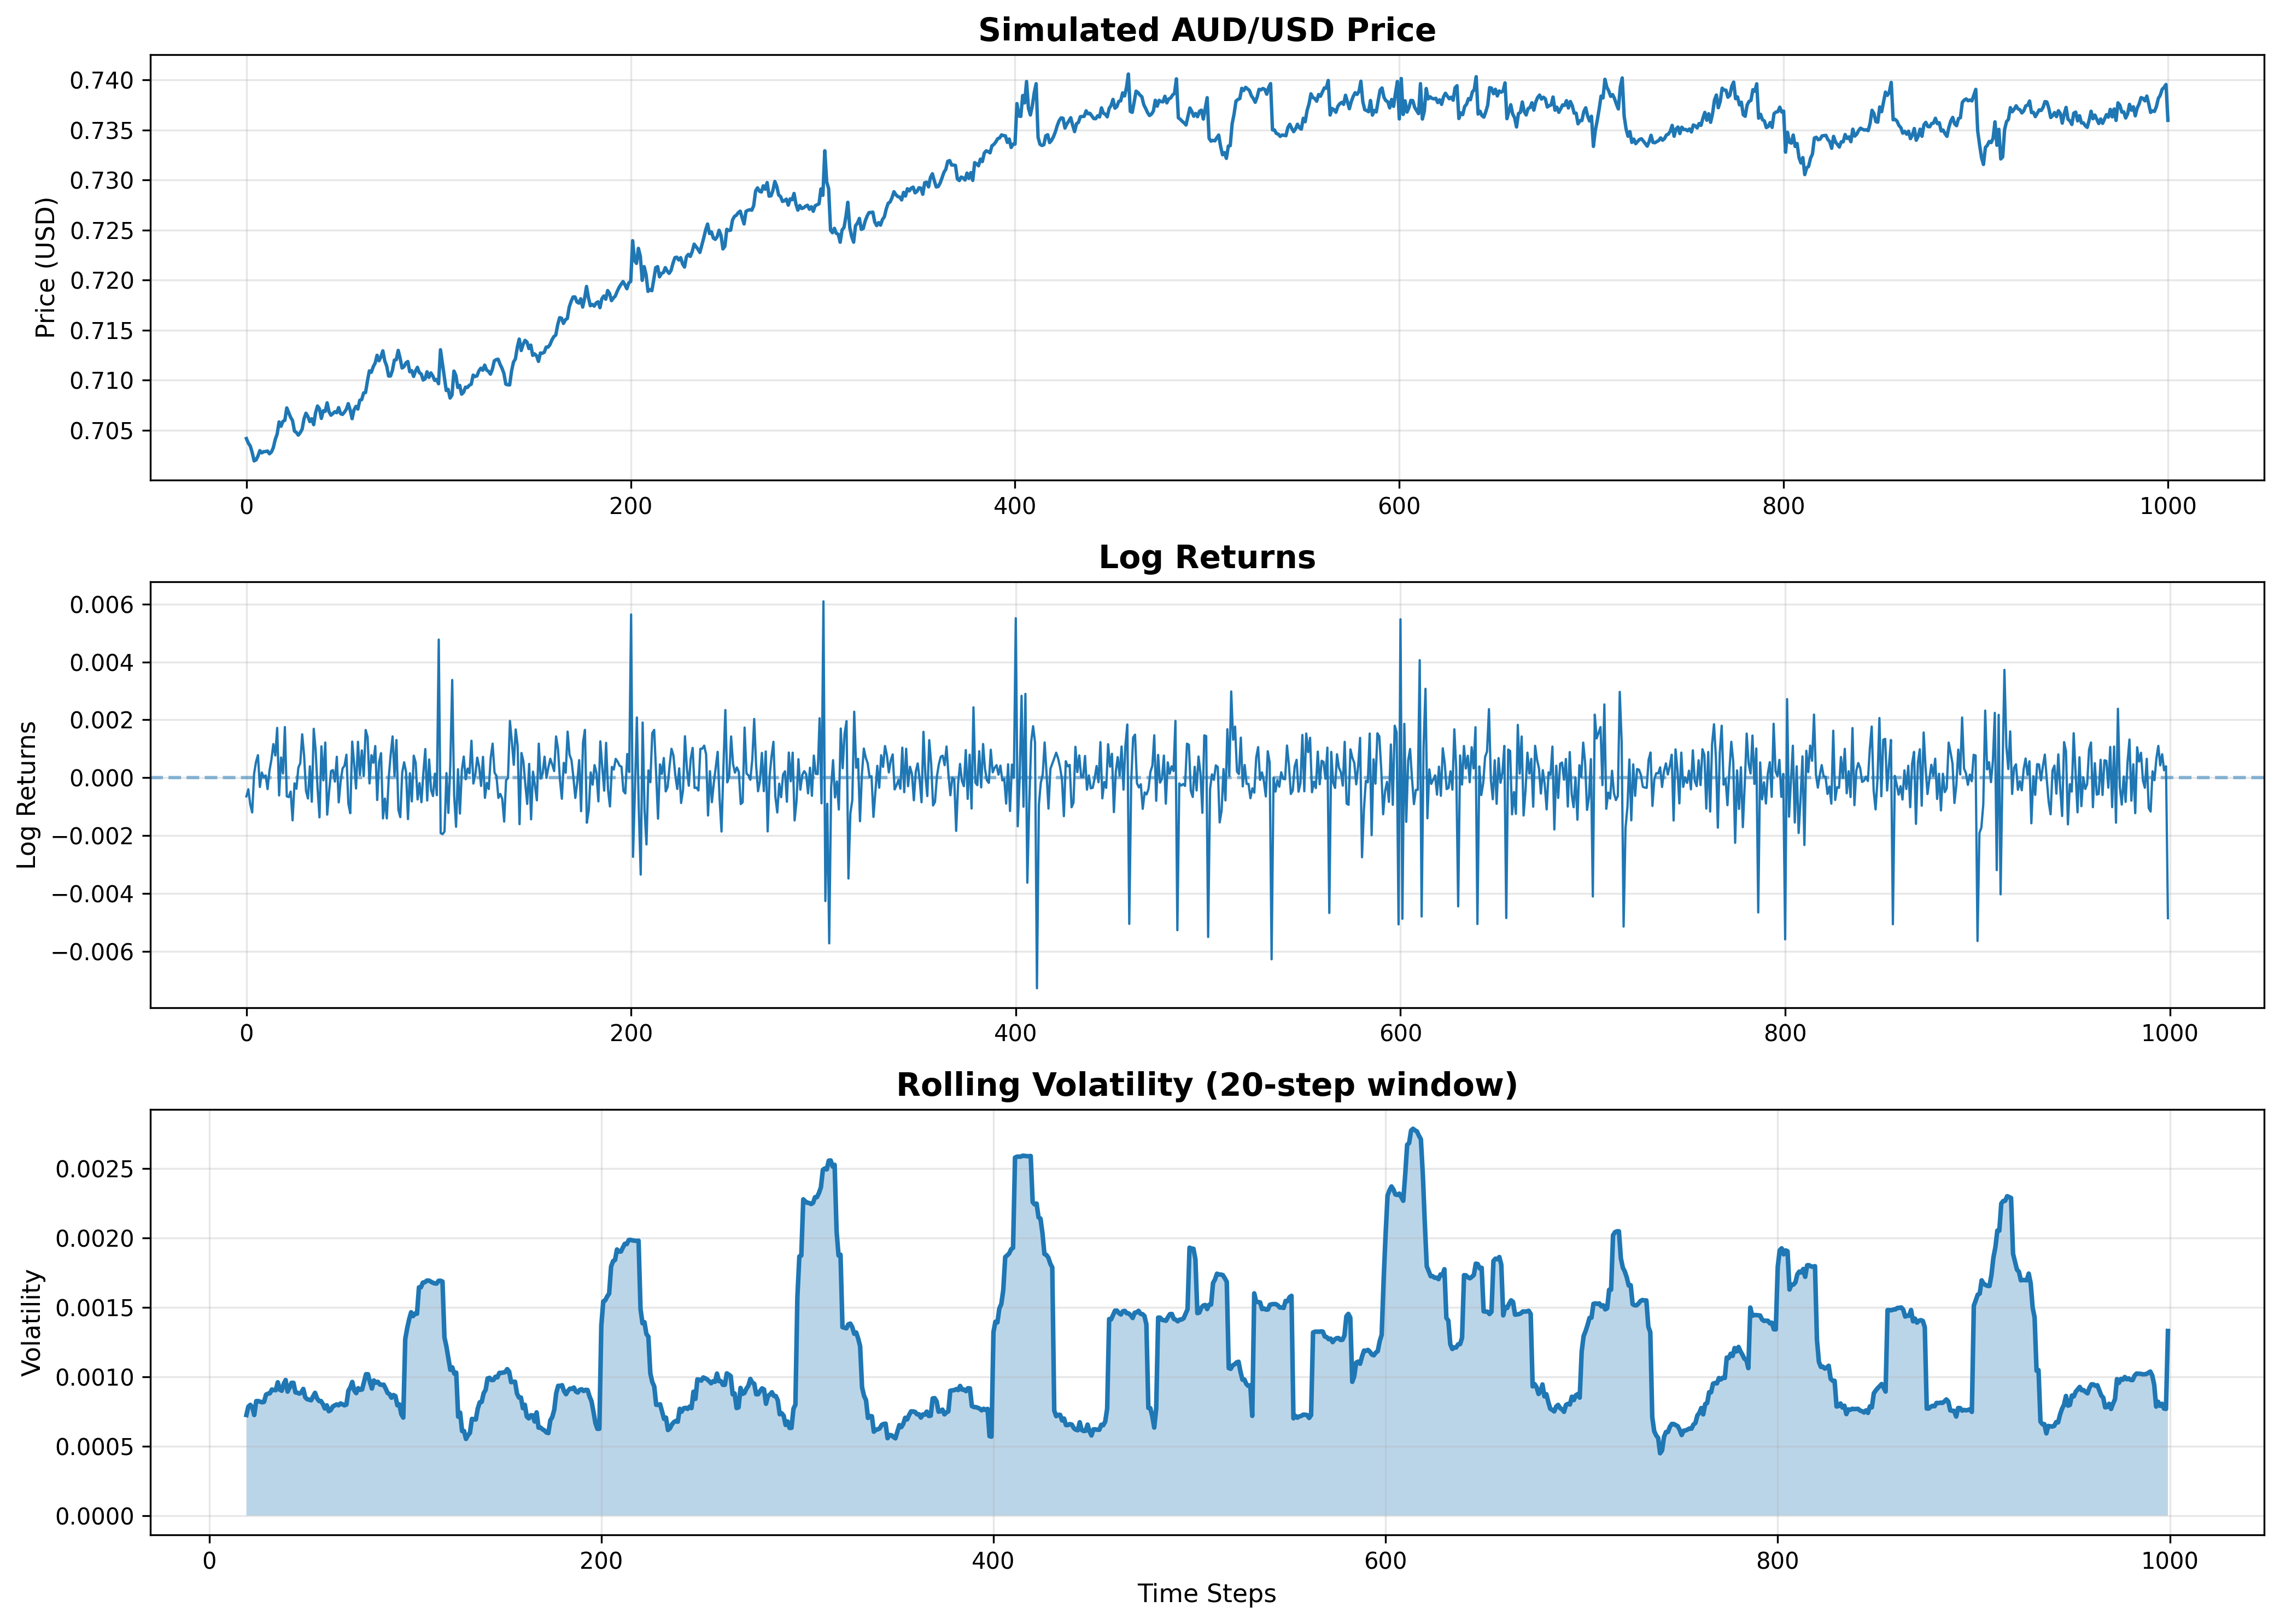 Simulated AUD/USD Price
Price (USD)
0.740
0.735
0.730
0.725
0.720
0.715
0.710
0.705
0 200 400 600 800 1000
Log Returns
Log Returns
0.006
0.004
0.002
0.000
−0.002
−0.004
−0.006
0 200 400 600 800 1000
Rolling Volatility (20-step window)
Volatility
0.0025
0.0020
0.0015
0.0010
0.0005
0.0000
0 200 400 600 800 1000
Time Steps